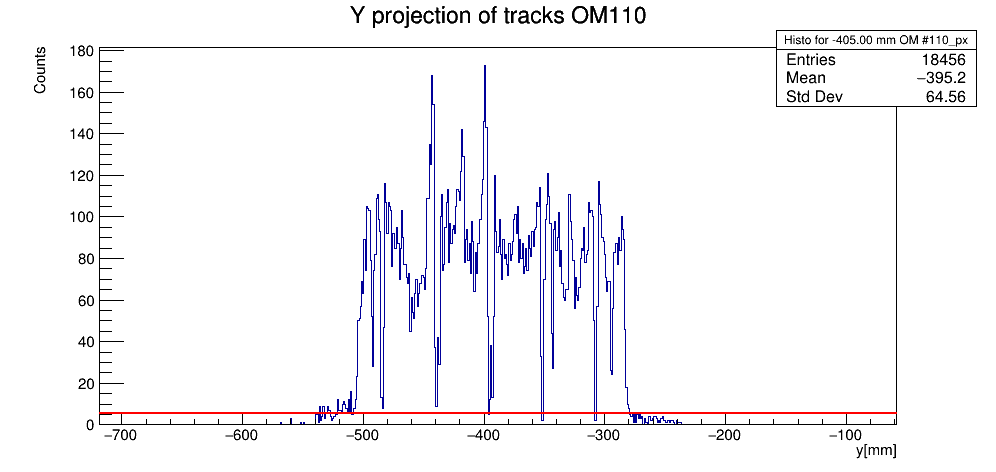 Y projection of tracks OM110
Histo for -405.00 mm OM #110_px
Entries 18456
Mean −395.2
Std Dev 64.56
Counts
180
160
140
120
100
80
60
40
20
0
−700 −600 −500 −400 −300 −200 −100
y[mm]